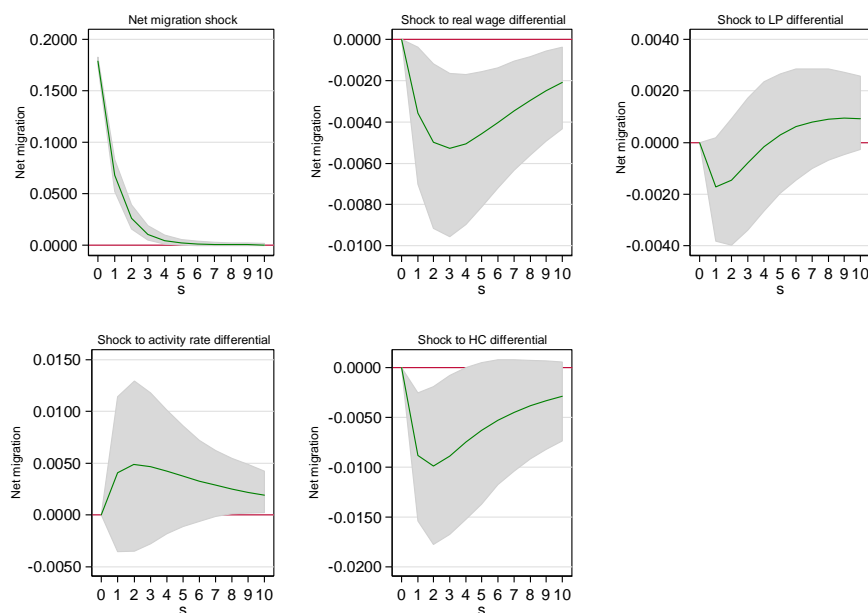 Net migration shock
Net migration
0.2000
0.1500
0.1000
0.0500
0.0000
0 1 2 3 4 5 6 7 8 9 10
s
Shock to real wage differential
Net migration
0.0000
-0.0020
-0.0040
-0.0060
-0.0080
-0.0100
0 1 2 3 4 5 6 7 8 9 10
s
Shock to LP differential
Net migration
0.0040
0.0020
0.0000
-0.0020
-0.0040
0 1 2 3 4 5 6 7 8 9 10
s
Shock to activity rate differential
Net migration
0.0150
0.0100
0.0050
0.0000
-0.0050
0 1 2 3 4 5 6 7 8 9 10
s
Shock to HC differential
Net migration
0.0000
-0.0050
-0.0100
-0.0150
-0.0200
0 1 2 3 4 5 6 7 8 9 10
s